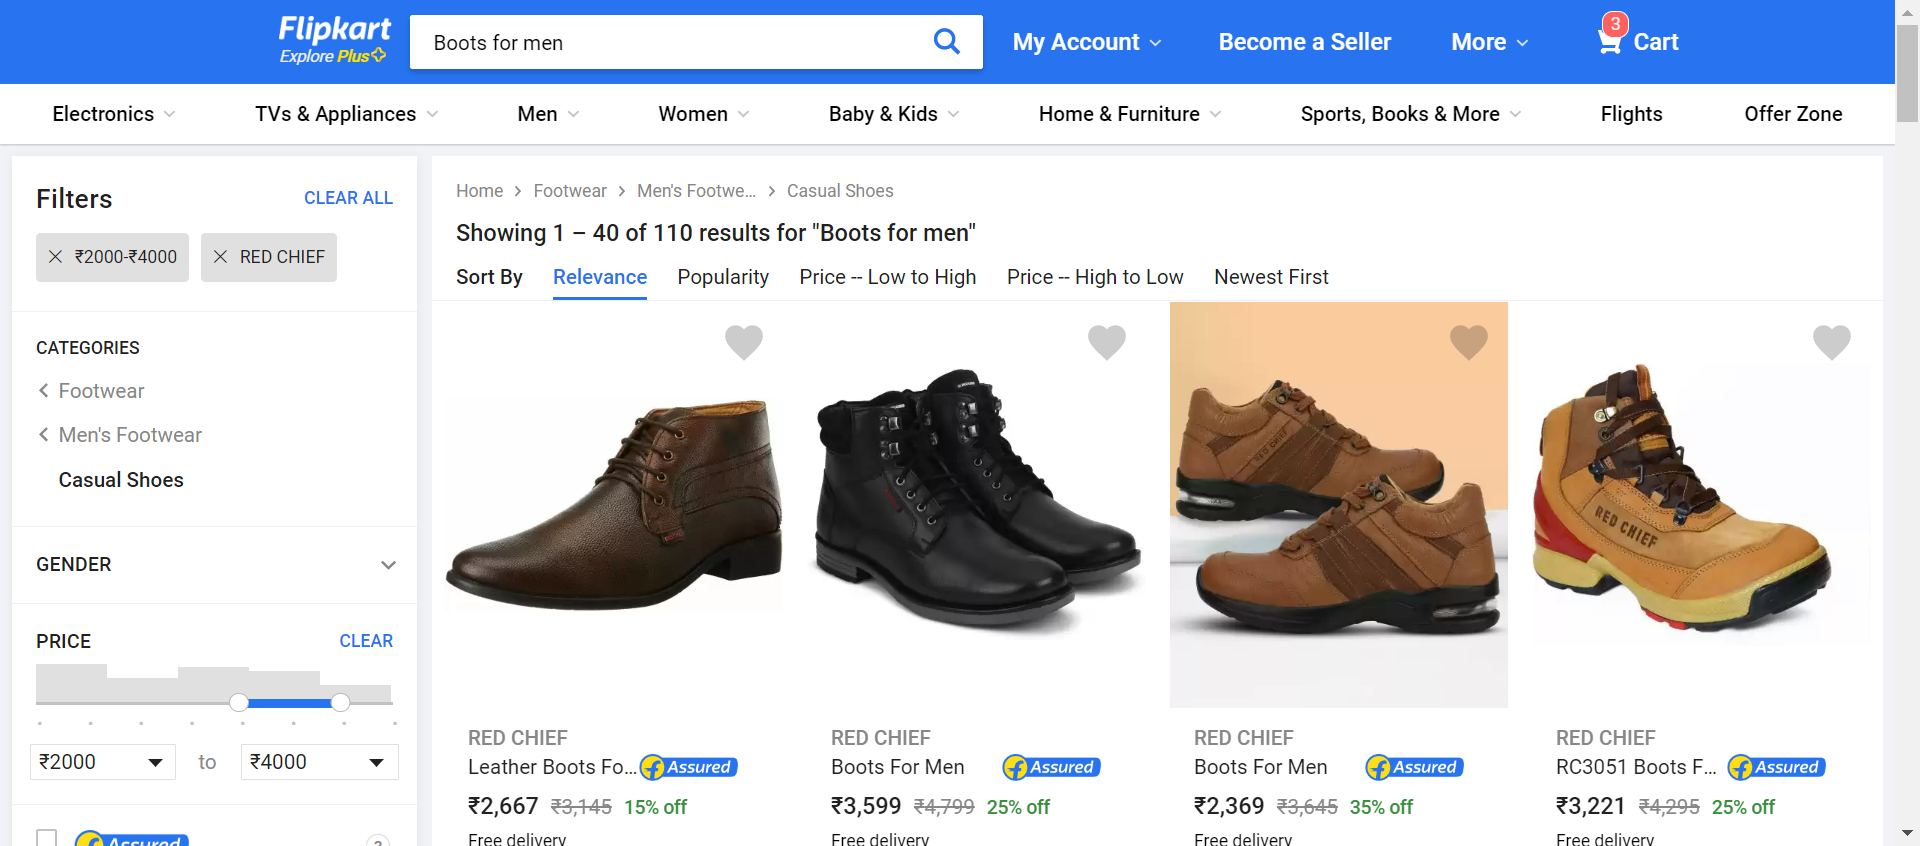 Flipkart
Explore Plus
Boots for men
My Account
Become a Seller
More
3
Cart
Electronics
TVs & Appliances
Men
Women
Baby & Kids
Home & Furniture
Sports, Books & More
Flights
Offer Zone
Filters
CLEAR ALL
₹2000-₹4000
RED CHIEF
CATEGORIES
Footwear
Men's Footwear
Casual Shoes
GENDER
PRICE
CLEAR
₹2000
to
₹4000
Assured
?
Home
Footwear
Men's Footwe...
Casual Shoes
Showing 1 – 40 of 110 results for "Boots for men"
Sort By
Relevance
Popularity
Price -- Low to High
Price -- High to Low
Newest First
RED CHIEF
RED CHIEF
RED CHIEF
Leather Boots Fo...
Assured
₹2,667 ₹3,145 15% off
Free delivery
RED CHIEF
Boots For Men
Assured
₹3,599 ₹4,799 25% off
Free delivery
RED CHIEF
Boots For Men
Assured
₹2,369 ₹3,645 35% off
Free delivery
RED CHIEF
RC3051 Boots F...
Assured
₹3,221 ₹4,295 25% off
Free delivery